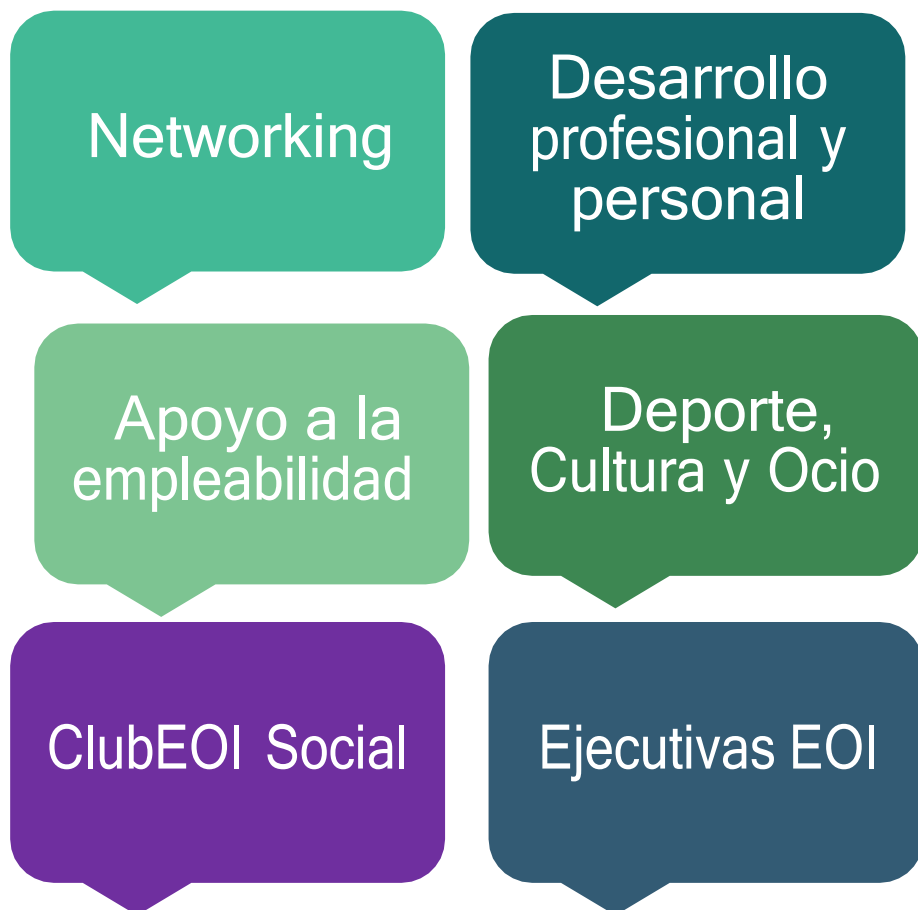 Networking
Desarrollo
profesional y
personal
Apoyo a la
empleabilidad
Deporte,
Cultura y Ocio
ClubEOI Social
Ejecutivas EOI